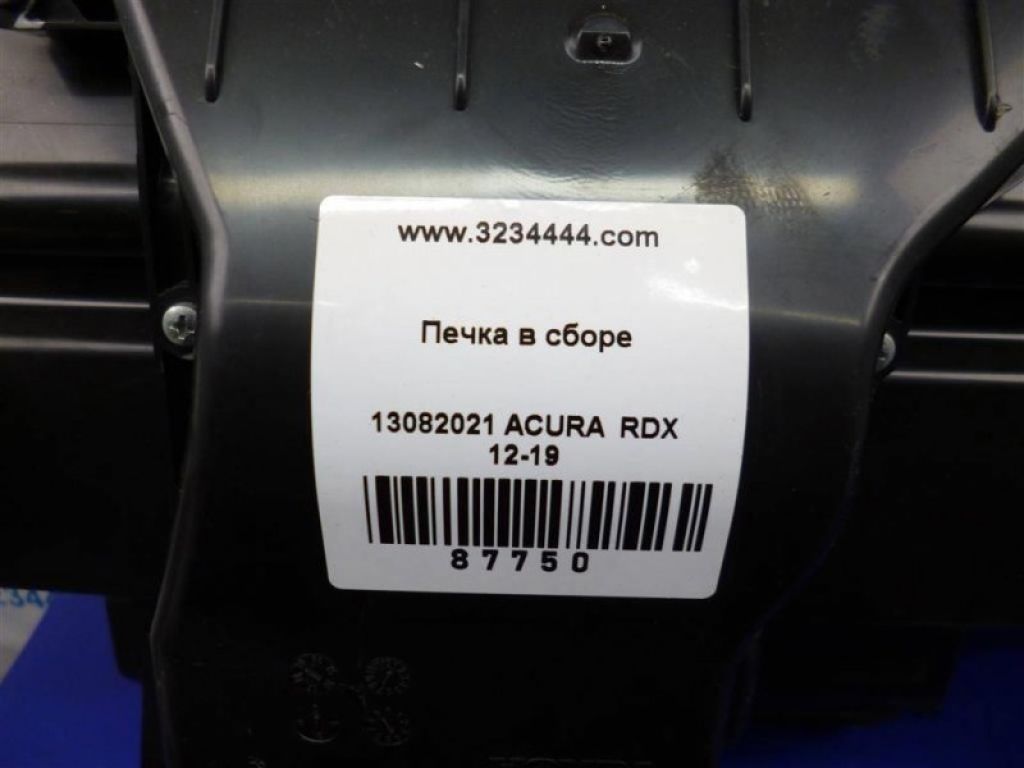 www.3234444.com
Печка в сборе
13082021 ACURA RDX
12-19
87750